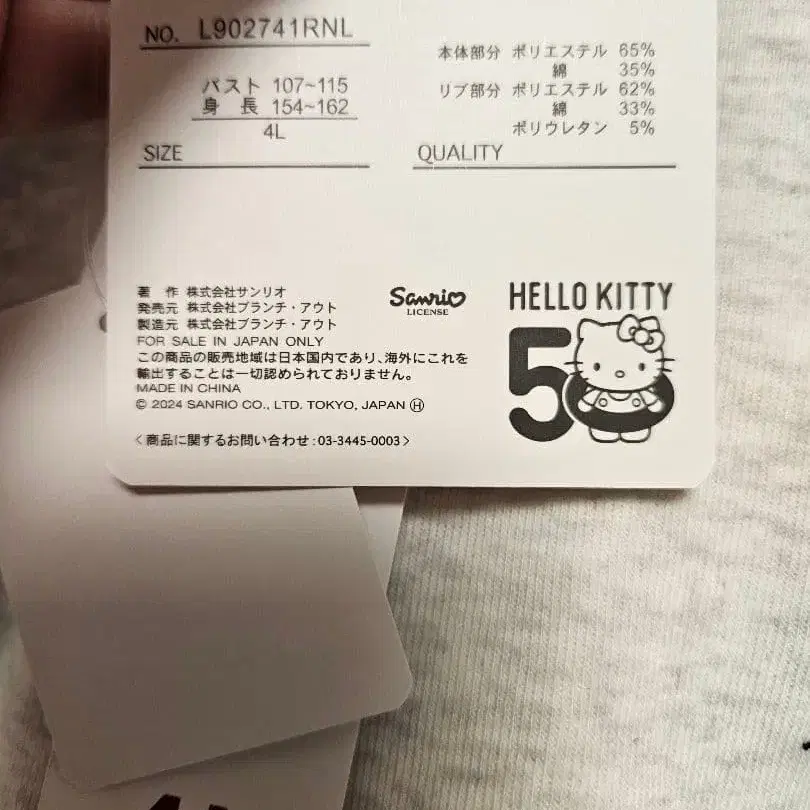 NO. L902741RNL
バスト 107~115
身 長 154~162
4L
SIZE
本体部分 ポリエステル 65%
綿 35%
リブ部分 ポリエステル 62%
綿 33%
ポリウレタン 5%
QUALITY
著 作 株式会社サンリオ
発売元 株式会社ブランチ・アウト
製造元 株式会社ブランチ・アウト
FOR SALE IN JAPAN ONLY
この商品の販売地域は日本国内であり、海外にこれを
輸出することは一切認められておりません。
MADE IN CHINA
© 2024 SANRIO CO., LTD. TOKYO, JAPAN Ⓗ
<商品に関するお問い合わせ:03-3445-0003>
Sanrio
LICENSE
HELLO KITTY
50